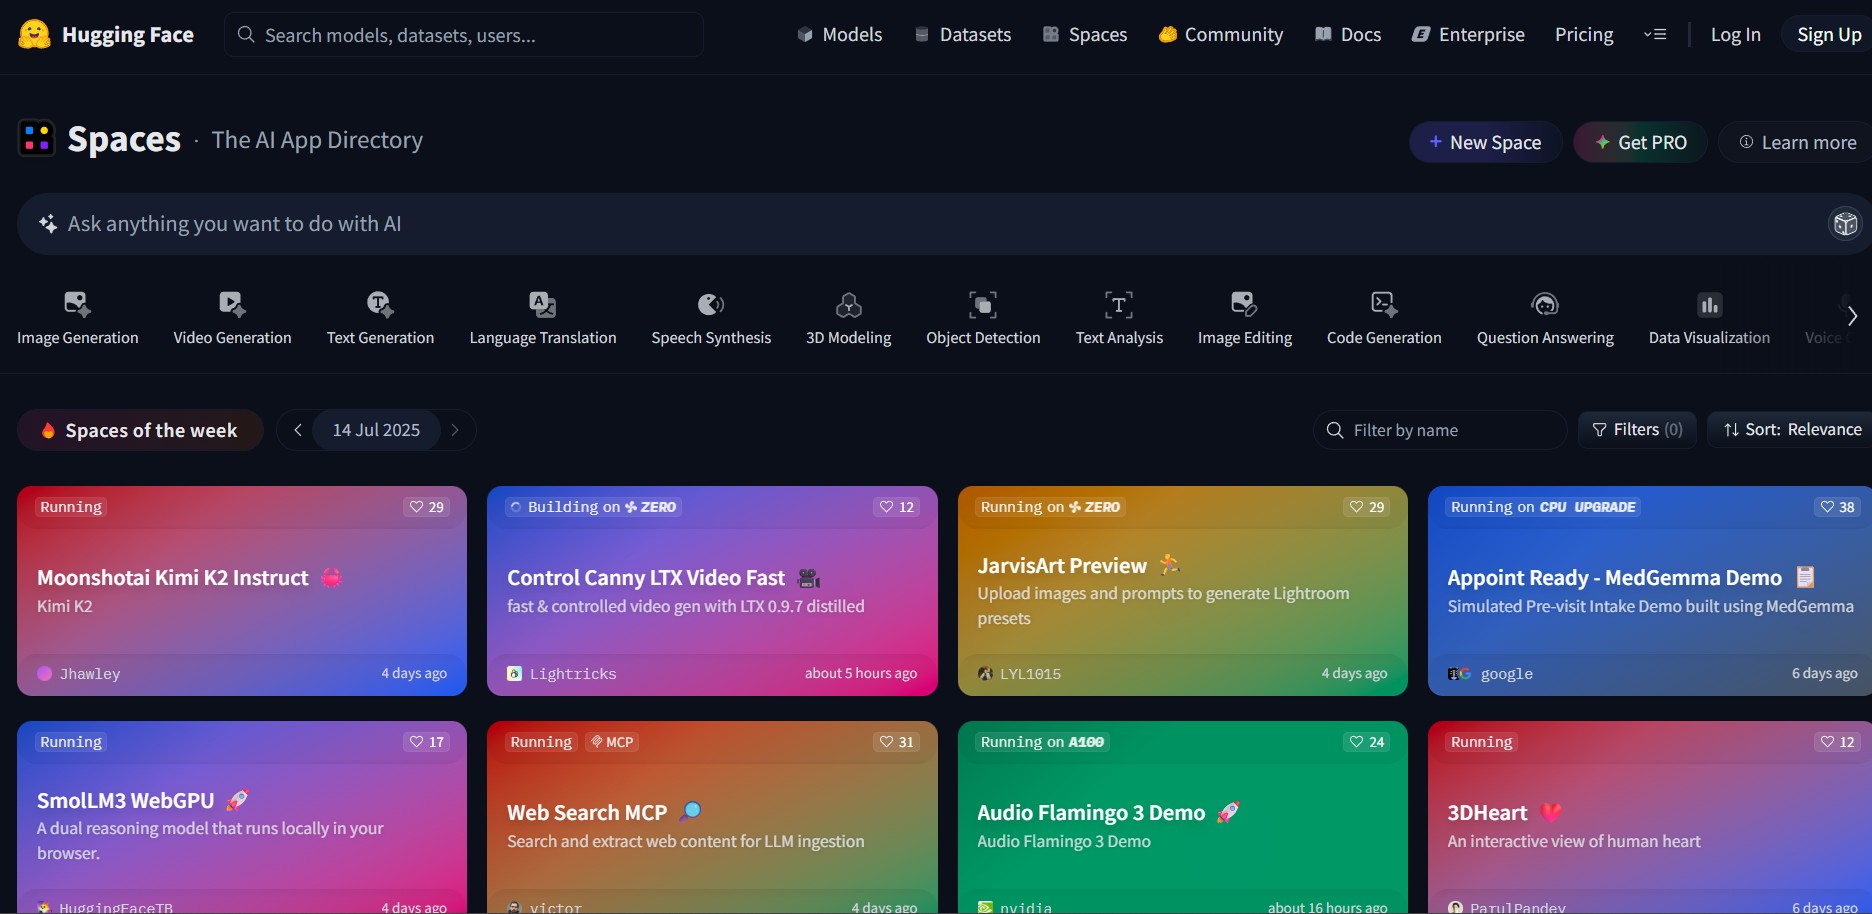 Hugging Face
Search models, datasets, users...
Models
Datasets
Spaces
Community
Docs
Enterprise
Pricing
Log In
Sign Up
Spaces · The AI App Directory
+ New Space
Get PRO
Learn more
Ask anything you want to do with AI
Image Generation
Video Generation
Text Generation
Language Translation
Speech Synthesis
3D Modeling
Object Detection
Text Analysis
Image Editing
Code Generation
Question Answering
Data Visualization
Voice
Spaces of the week
14 Jul 2025
Filter by name
Filters (0)
Sort: Relevance
Running
29
Moonshotai Kimi K2 Instruct
Kimi K2
Jhawley
4 days ago
Building on ZERO
12
Control Canny LTX Video Fast
fast & controlled video gen with LTX 0.9.7 distilled
Lightricks
about 5 hours ago
Running on ZERO
29
JarvisArt Preview
Upload images and prompts to generate Lightroom
presets
LYL1015
4 days ago
Running on CPU UPGRADE
38
Appoint Ready - MedGemma Demo
Simulated Pre-visit Intake Demo built using MedGemma
google
6 days ago
Running
17
SmolLM3 WebGPU
A dual reasoning model that runs locally in your
browser.
HuggingFaceTB
4 days ago
Running
MCP
31
Web Search MCP
Search and extract web content for LLM ingestion
victor
4 days ago
Running on A100
24
Audio Flamingo 3 Demo
Audio Flamingo 3 Demo
nvidia
about 16 hours ago
Running
12
3DHeart
An interactive view of human heart
ParulPandey
6 days ago